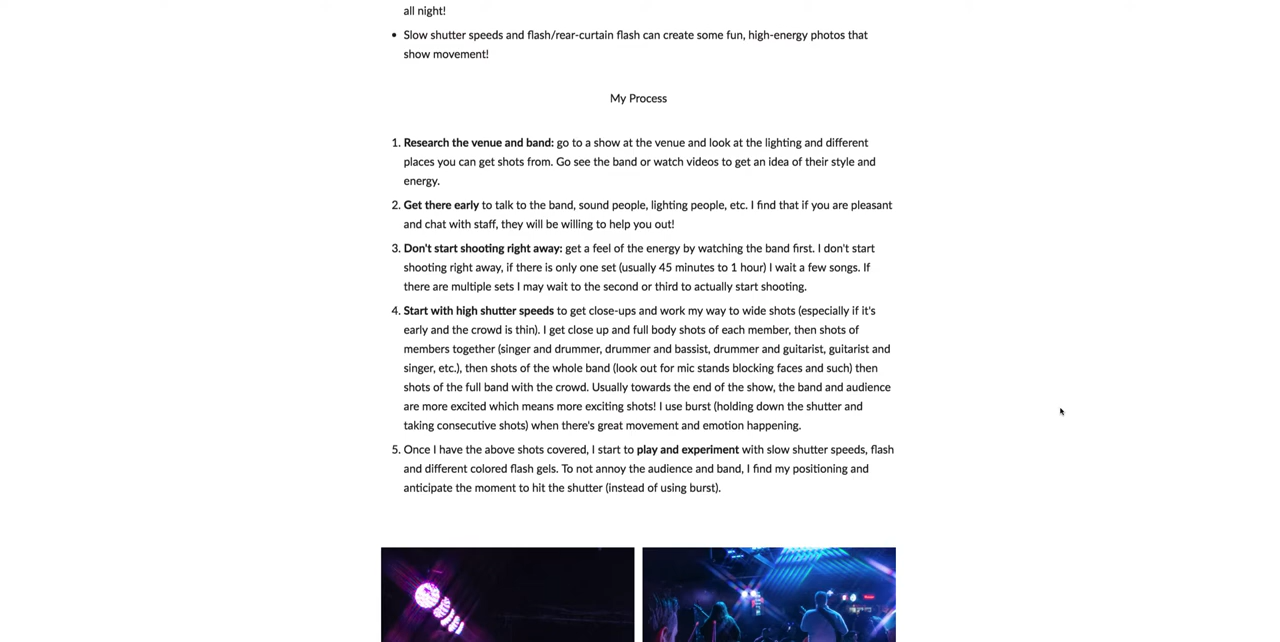 all night!
• Slow shutter speeds and flash/rear-curtain flash can create some fun, high-energy photos that
show movement!
My Process
1. Research the venue and band: go to a show at the venue and look at the lighting and different
places you can get shots from. Go see the band or watch videos to get an idea of their style and
energy.
2. Get there early to talk to the band, sound people, lighting people, etc. I find that if you are pleasant
and chat with staff, they will be willing to help you out!
3. Don't start shooting right away: get a feel of the energy by watching the band first. I don't start
shooting right away, if there is only one set (usually 45 minutes to 1 hour) I wait a few songs. If
there are multiple sets I may wait to the second or third to actually start shooting.
4. Start with high shutter speeds to get close-ups and work my way to wide shots (especially if it's
early and the crowd is thin). I get close up and full body shots of each member, then shots of
members together (singer and drummer, drummer and bassist, drummer and guitarist, guitarist and
singer, etc.), then shots of the whole band (look out for mic stands blocking faces and such) then
shots of the full band with the crowd. Usually towards the end of the show, the band and audience
are more excited which means more exciting shots! I use burst (holding down the shutter and
taking consecutive shots) when there's great movement and emotion happening.
5. Once I have the above shots covered, I start to play and experiment with slow shutter speeds, flash
and different colored flash gels. To not annoy the audience and band, I find my positioning and
anticipate the moment to hit the shutter (instead of using burst).